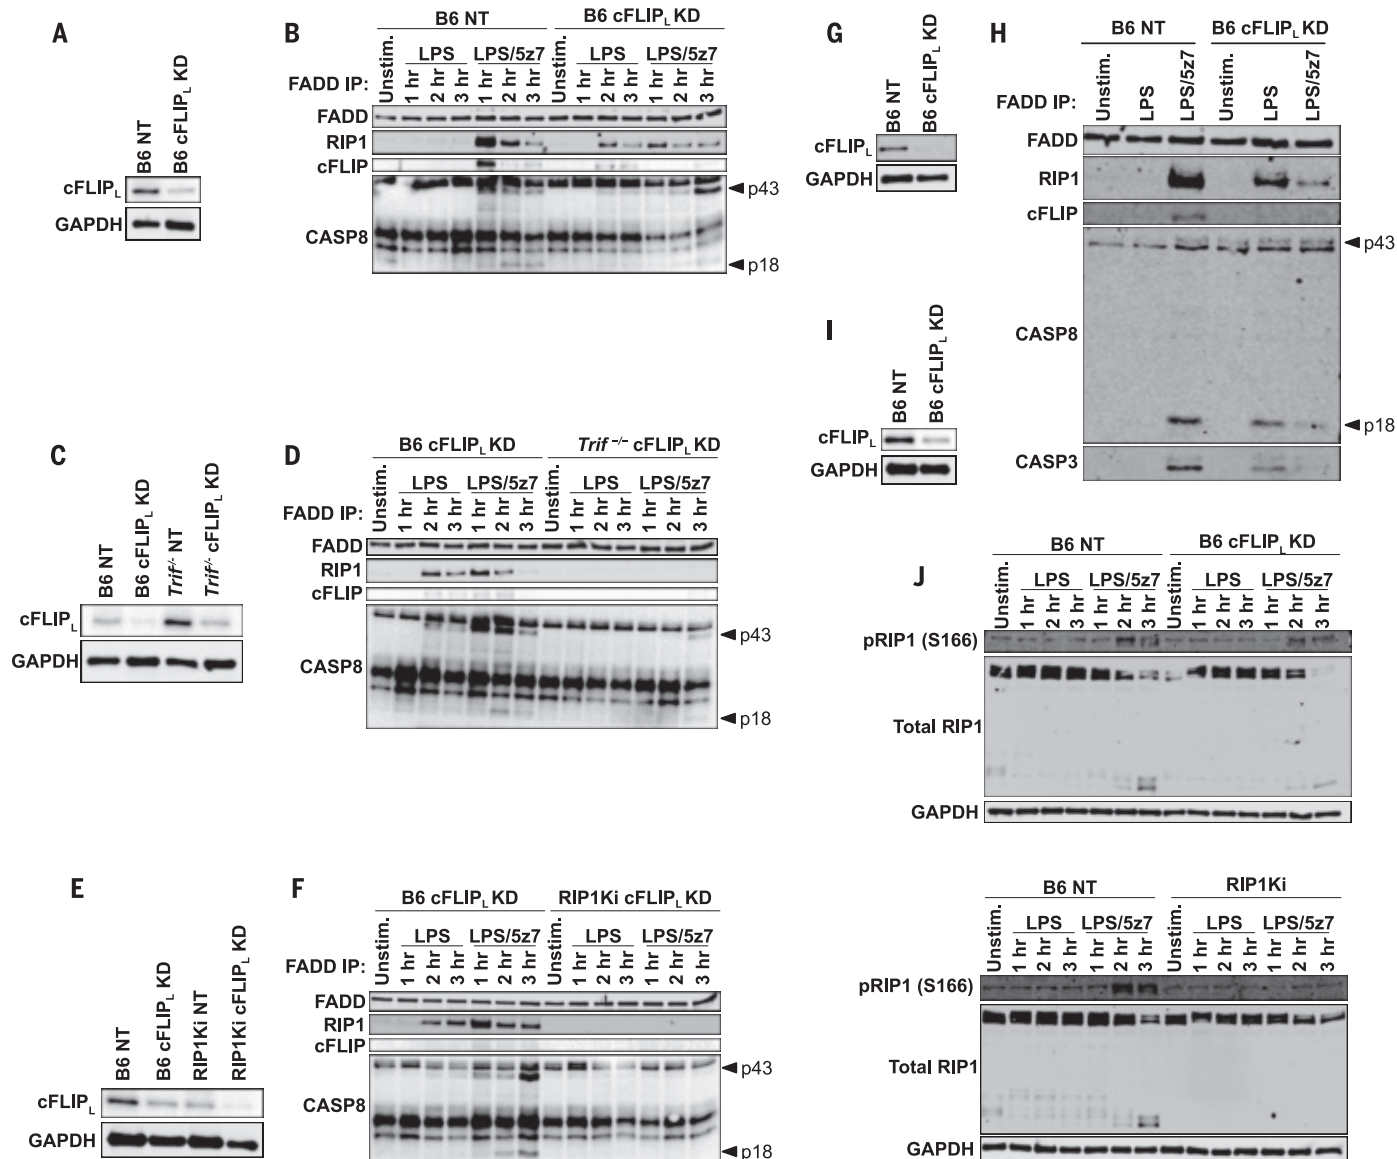 A
B6 NT
B6 cFLIPL KD
cFLIPL
GAPDH
B
B6 NT
B6 cFLIPL KD
LPS
LPS/5z7
LPS
LPS/5z7
FADD IP:
Unstim.
1 hr
2 hr
3 hr
1 hr
2 hr
3 hr
Unstim.
1 hr
2 hr
3 hr
1 hr
2 hr
3 hr
FADD
RIP1
cFLIP
CASP8
p43
p18
C
B6 NT
B6 cFLIPL KD
Trif-/- NT
Trif-/- cFLIPL KD
cFLIPL
GAPDH
D
B6 cFLIPL KD
Trif -/- cFLIPL KD
LPS
LPS/5z7
LPS
LPS/5z7
FADD IP:
Unstim.
1 hr
2 hr
3 hr
1 hr
2 hr
3 hr
Unstim.
1 hr
2 hr
3 hr
1 hr
2 hr
3 hr
FADD
RIP1
cFLIP
CASP8
p43
p18
E
B6 NT
B6 cFLIPL KD
RIP1Ki NT
RIP1Ki cFLIPL KD
cFLIPL
GAPDH
F
B6 cFLIPL KD
RIP1Ki cFLIPL KD
LPS
LPS/5z7
LPS
LPS/5z7
FADD IP:
Unstim.
1 hr
2 hr
3 hr
1 hr
2 hr
3 hr
Unstim.
1 hr
2 hr
3 hr
1 hr
2 hr
3 hr
FADD
RIP1
cFLIP
CASP8
p43
p18
G
B6 NT
B6 cFLIPL KD
cFLIPL
GAPDH
H
B6 NT
B6 cFLIPL KD
FADD IP:
Unstim.
LPS
LPS/5z7
Unstim.
LPS
LPS/5z7
FADD
RIP1
cFLIP
CASP8
CASP3
p43
p18
I
B6 NT
B6 cFLIPL KD
cFLIPL
GAPDH
J
B6 NT
B6 cFLIPL KD
LPS
LPS/5z7
LPS
LPS/5z7
Unstim.
1 hr
2 hr
3 hr
1 hr
2 hr
3 hr
Unstim.
1 hr
2 hr
3 hr
1 hr
2 hr
3 hr
pRIP1 (S166)
Total RIP1
GAPDH
B6 NT
RIP1Ki
LPS
LPS/5z7
LPS
LPS/5z7
Unstim.
1 hr
2 hr
3 hr
1 hr
2 hr
3 hr
Unstim.
1 hr
2 hr
3 hr
1 hr
2 hr
3 hr
pRIP1 (S166)
Total RIP1
GAPDH